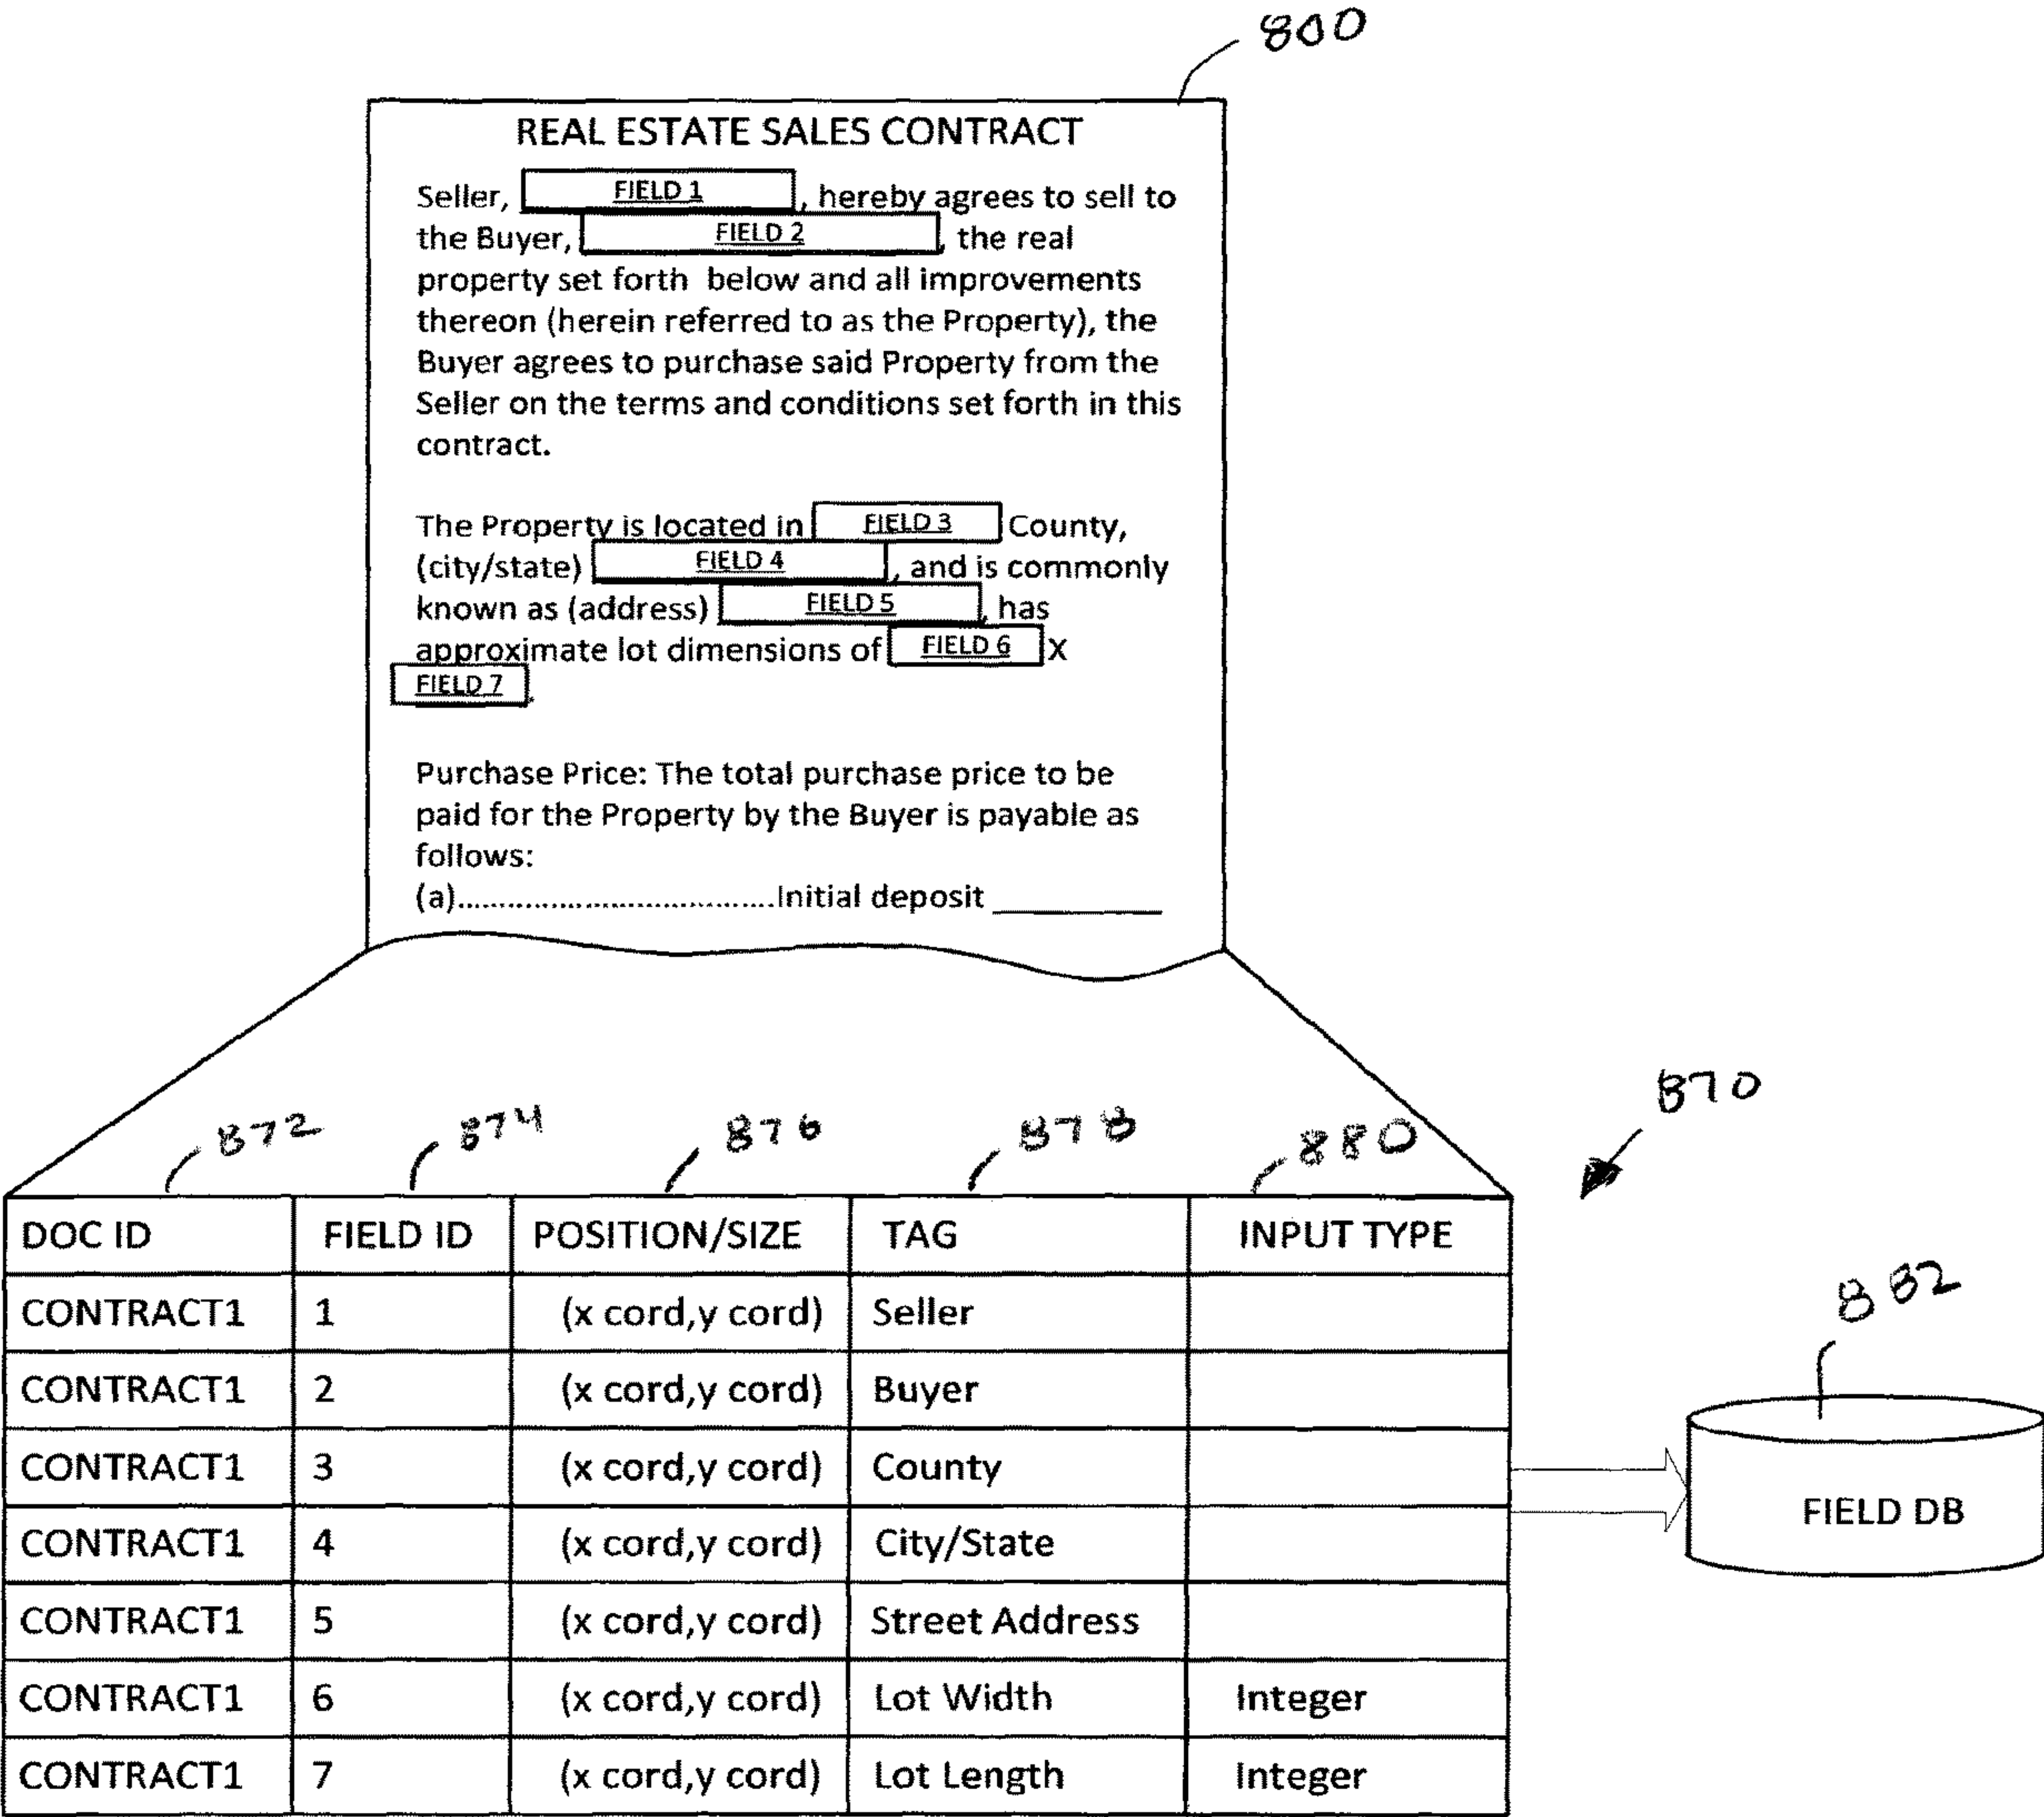 800
REAL ESTATE SALES CONTRACT
Seller, FIELD 1, hereby agrees to sell to
the Buyer, FIELD 2, the real
property set forth below and all improvements
thereon (herein referred to as the Property), the
Buyer agrees to purchase said Property from the
Seller on the terms and conditions set forth in this
contract.
The Property is located in FIELD 3 County,
(city/state) FIELD 4, and is commonly
known as (address) FIELD 5, has
approximate lot dimensions of FIELD 6 X
FIELD 7.
Purchase Price: The total purchase price to be
paid for the Property by the Buyer is payable as
follows:
(a)......................................Initial deposit ___________
870
872 874 876 878 880
DOC ID FIELD ID POSITION/SIZE TAG INPUT TYPE
CONTRACT1 1 (x cord,y cord) Seller
CONTRACT1 2 (x cord,y cord) Buyer
CONTRACT1 3 (x cord,y cord) County
CONTRACT1 4 (x cord,y cord) City/State
CONTRACT1 5 (x cord,y cord) Street Address
CONTRACT1 6 (x cord,y cord) Lot Width Integer
CONTRACT1 7 (x cord,y cord) Lot Length Integer
882
FIELD DB